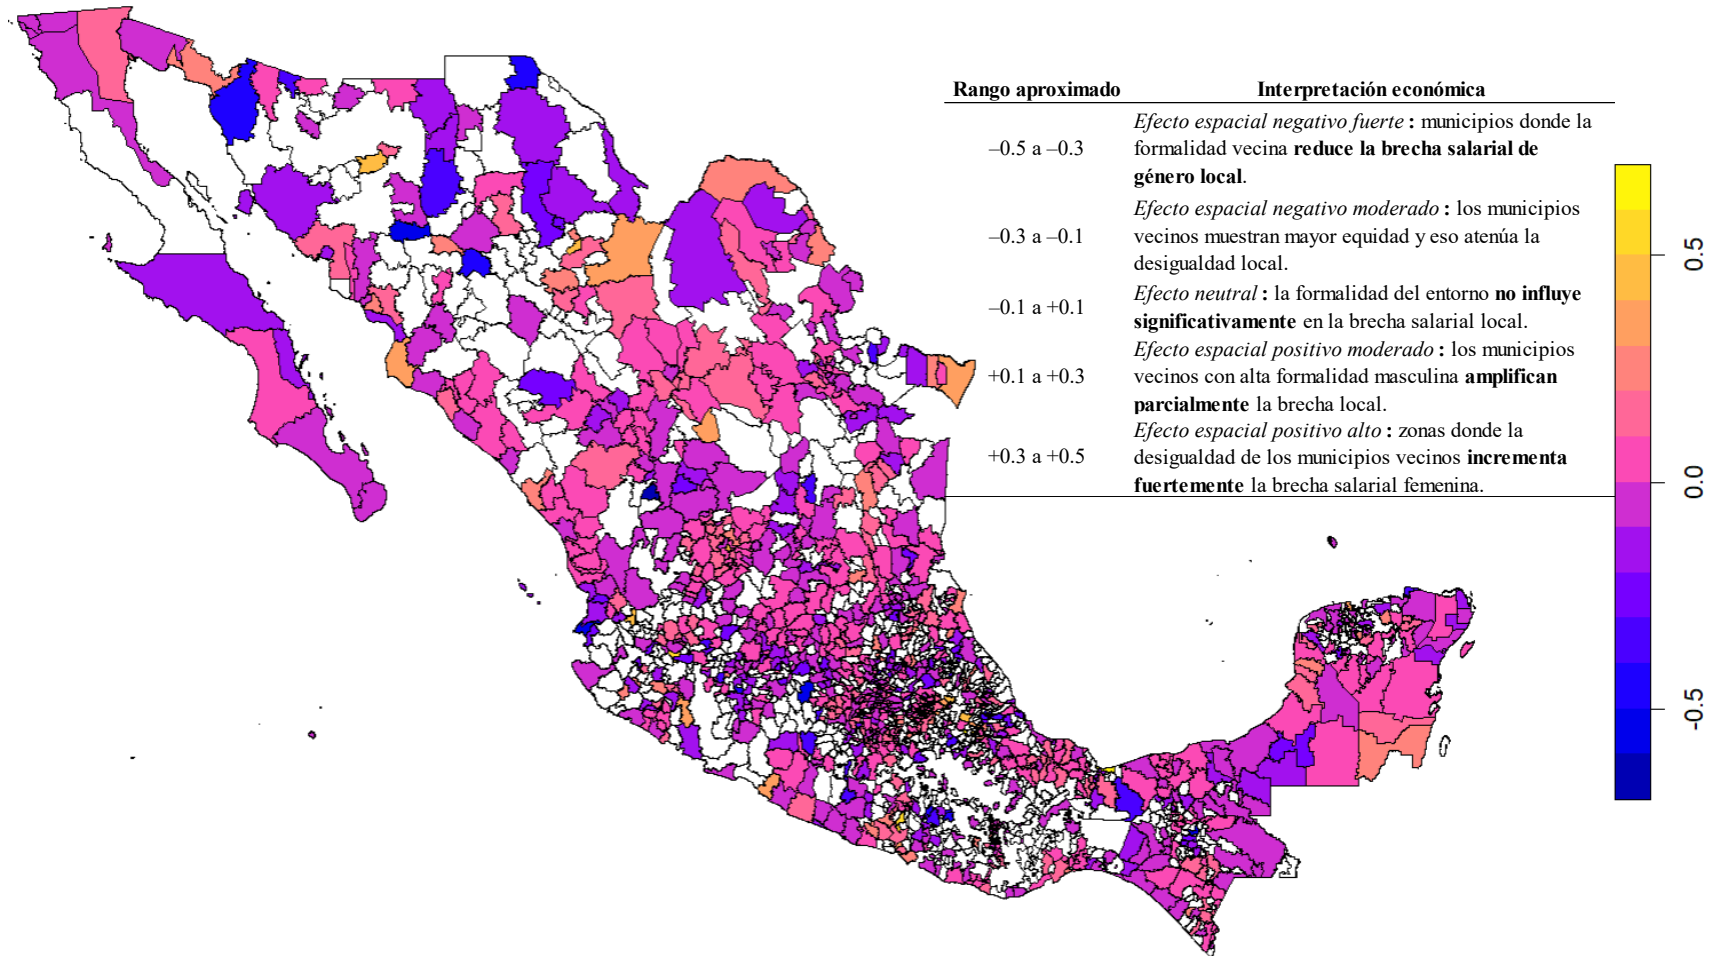 Rango aproximado Interpretación económica
Efecto espacial negativo fuerte : municipios donde la
–0.5 a –0.3 formalidad vecina reduce la brecha salarial de
género local.
Efecto espacial negativo moderado : los municipios
–0.3 a –0.1 vecinos muestran mayor equidad y eso atenúa la
desigualdad local.
Efecto neutral : la formalidad del entorno no influye
–0.1 a +0.1 significativamente en la brecha salarial local.
Efecto espacial positivo moderado : los municipios
+0.1 a +0.3 vecinos con alta formalidad masculina amplifican
parcialmente la brecha local.
Efecto espacial positivo alto : zonas donde la
+0.3 a +0.5 desigualdad de los municipios vecinos incrementa
fuertemente la brecha salarial femenina.
0.5
0.0
-0.5